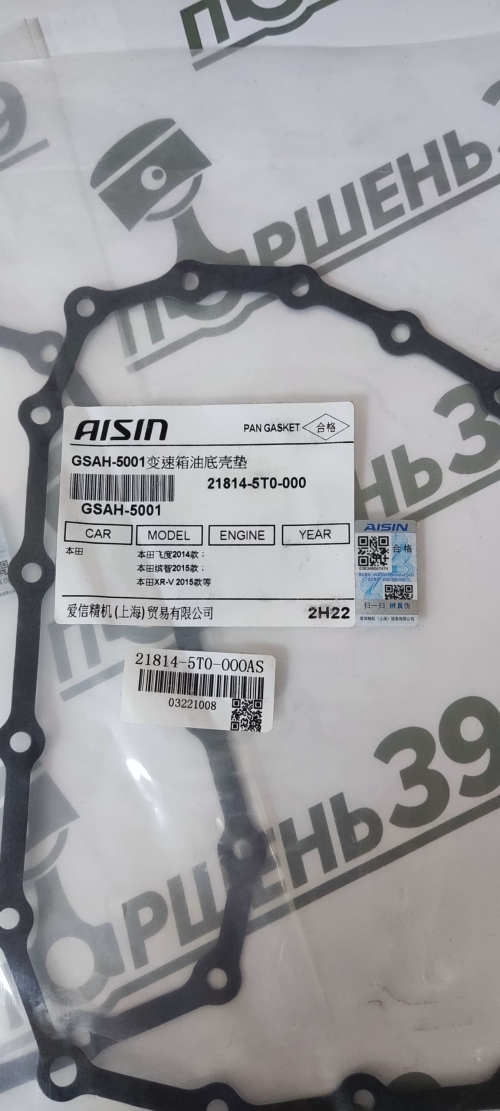 ПОРШЕНЬ39
AISIN
PAN GASKET 合格
GSAH-5001变速箱油底壳垫
21814-5T0-000
GSAH-5001
CAR MODEL ENGINE YEAR
本田
本田飞度2014款；
本田缤智2015款；
本田XR-V 2015款等
爱信精机(上海)贸易有限公司
2H22
AISIN
合格
扫一扫 辨真伪
21814-5T0-000AS
03221008
ПОРШЕНЬ39